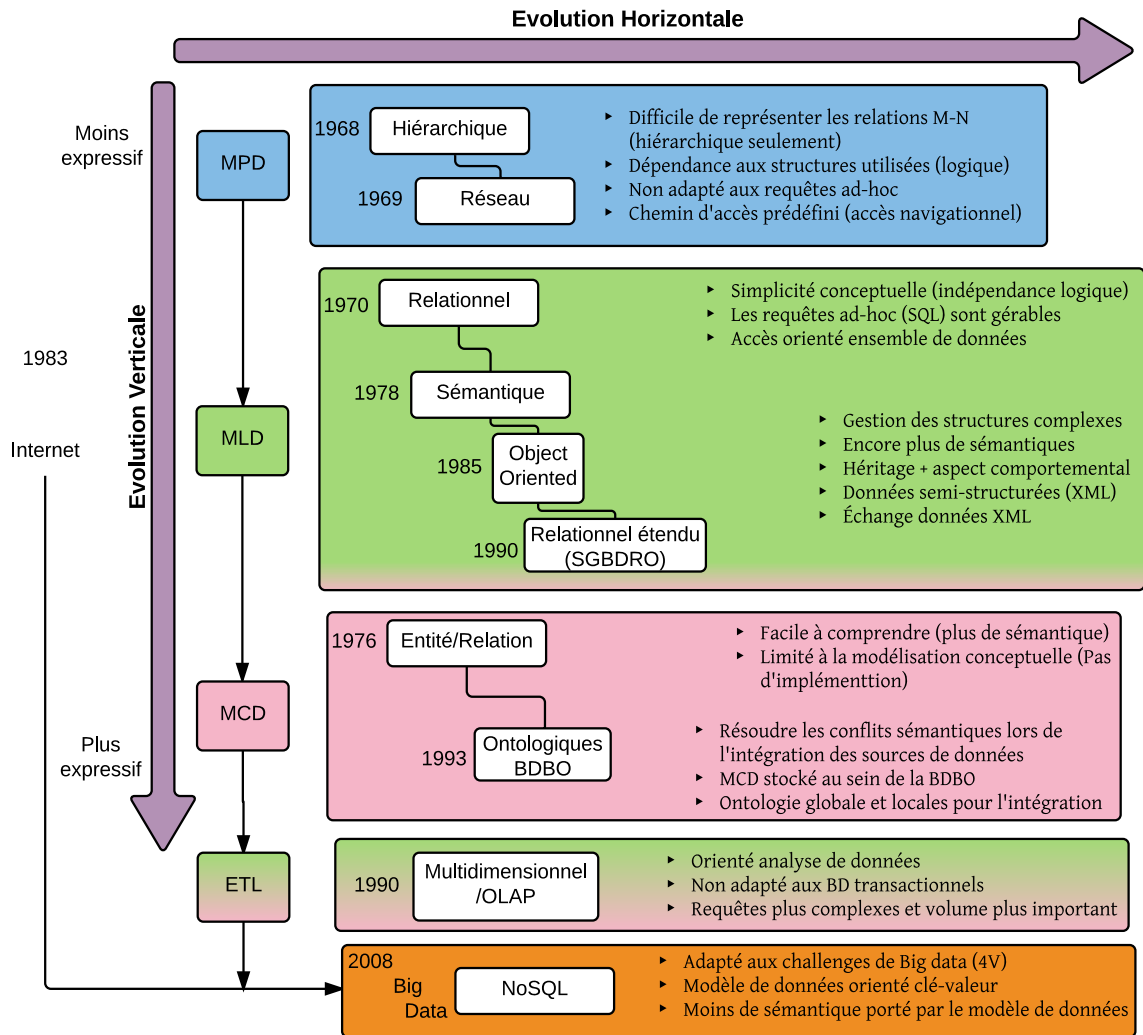 Evolution Horizontale
Evolution Verticale
Moins
expressif
Plus
expressif
1983
Internet
MPD
MLD
MCD
ETL
1968
Hiérarchique
1969
Réseau
▸ Difficile de représenter les relations M-N
(hiérarchique seulement)
▸ Dépendance aux structures utilisées (logique)
▸ Non adapté aux requêtes ad-hoc
▸ Chemin d'accès prédéfini (accès navigationnel)
1970
Relationnel
1978
Sémantique
1985
Object
Oriented
1990
Relationnel étendu
(SGBDRO)
▸ Simplicité conceptuelle (indépendance logique)
▸ Les requêtes ad-hoc (SQL) sont gérables
▸ Accès orienté ensemble de données
▸ Gestion des structures complexes
▸ Encore plus de sémantiques
▸ Héritage + aspect comportemental
▸ Données semi-structurées (XML)
▸ Échange données XML
1976
Entité/Relation
1993
Ontologiques
BDBO
▸ Facile à comprendre (plus de sémantique)
▸ Limité à la modélisation conceptuelle (Pas
d'implémenttion)
▸ Résoudre les conflits sémantiques lors de
l'intégration des sources de données
▸ MCD stocké au sein de la BDBO
▸ Ontologie globale et locales pour l'intégration
1990
Multidimensionnel
/OLAP
▸ Orienté analyse de données
▸ Non adapté aux BD transactionnels
▸ Requêtes plus complexes et volume plus important
2008
Big
Data
NoSQL
▸ Adapté aux challenges de Big data (4V)
▸ Modèle de données orienté clé-valeur
▸ Moins de sémantique porté par le modèle de données